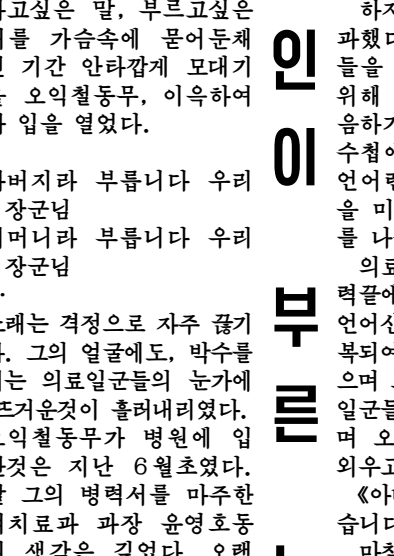 고싶은 말, 부르고싶은
를 가슴속에 묻어둔채
기간 안타깝게 모대기
오익철동무, 이윽하여
입을 열었다.
버지라 부릅니다 우리
장군님
머니라 부릅니다 우리
장군님
래는 격정으로 자주 끊기
. 그의 얼굴에도, 박수를
는 의료일군들의 눈가에
뜨거운것이 흘러내리였다.
오익철동무가 병원에 입
것은 지난 6월초였다.
그의 병력서를 마주한
치료과 과장 윤영호동
생각은 깊었다. 오랜
인이 부른
하지
과했다
들을
위해
음하기
수첩에
언어련
을 미
를 나
의료
력끝에
언어신
복되여
으며
일군들
며 오
외우고
《아버
습니다
마침